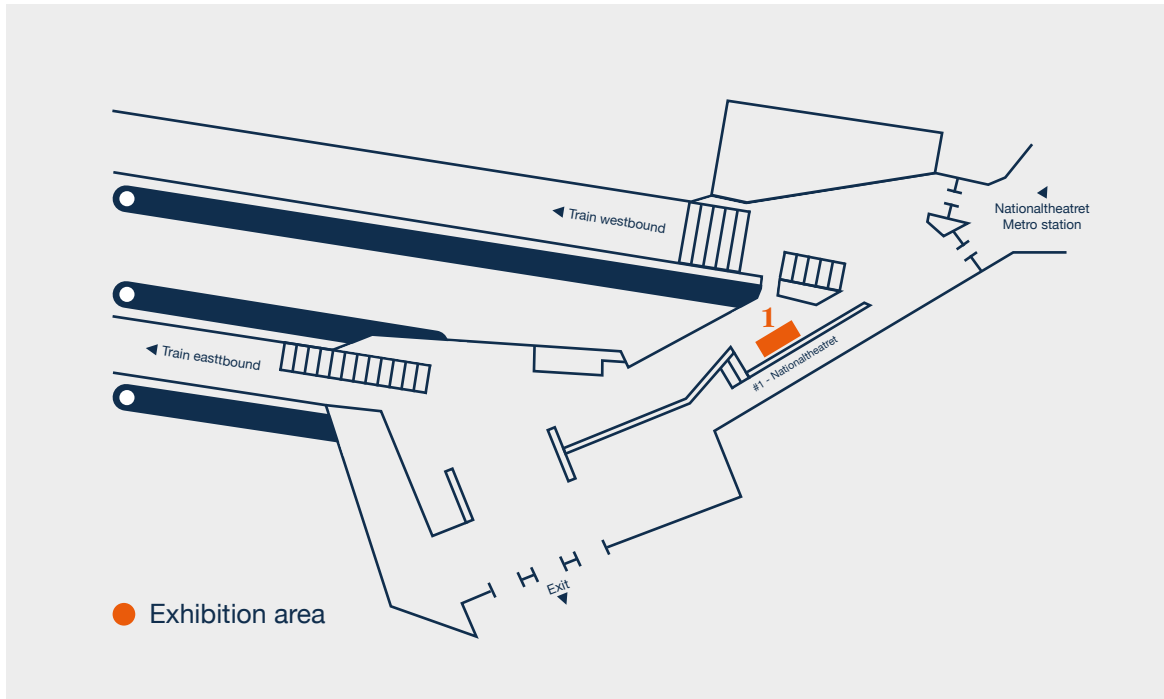 Train westbound
Nationaltheatret
Metro station
1
Train easttbound
#1 - Nationaltheatret
Exit
Exhibition area